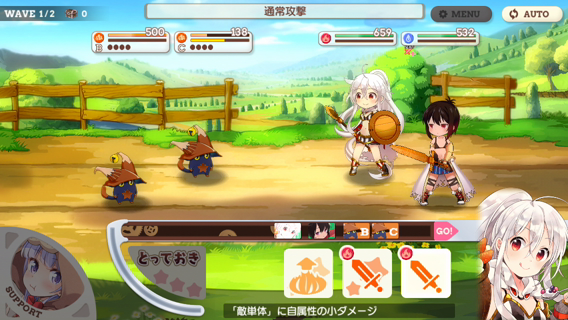 WAVE 1/2 0
通常攻撃
MENU
AUTO
500
B
138
C
659
532
B C GO!
とっておき
SUPPORT
「敵単体」に自属性の小ダメージ